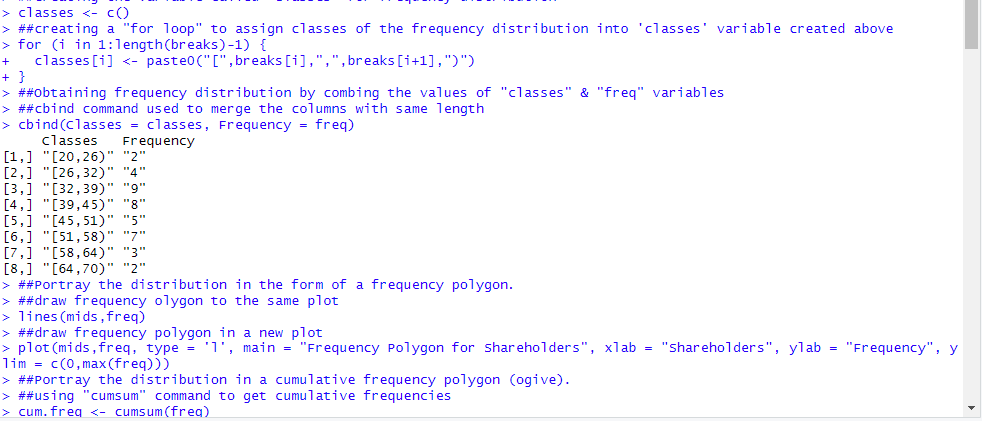 > classes <- c()
> ##creating a "for loop" to assign classes of the frequency distribution into 'classes' variable created above
> for (i in 1:length(breaks)-1) {
+   classes[i] <- paste0("[",breaks[i],",",breaks[i+1],")")
+ }
> ##Obtaining frequency distribution by combing the values of "classes" & "freq" variables
> ##cbind command used to merge the columns with same length
> cbind(Classes = classes, Frequency = freq)
     Classes   Frequency
[1,] "[20,26)" "2"
[2,] "[26,32)" "4"
[3,] "[32,39)" "9"
[4,] "[39,45)" "8"
[5,] "[45,51)" "5"
[6,] "[51,58)" "7"
[7,] "[58,64)" "3"
[8,] "[64,70)" "2"
> ##Portray the distribution in the form of a frequency polygon.
> ##draw frequency olygon to the same plot
> lines(mids,freq)
> ##draw frequency polygon in a new plot
> plot(mids,freq, type = 'l', main = "Frequency Polygon for Shareholders", xlab = "Shareholders", ylab = "Frequency", y
lim = c(0,max(freq)))
> ##Portray the distribution in a cumulative frequency polygon (ogive).
> ##using "cumsum" command to get cumulative frequencies
> cum.freq <- cumsum(freq)